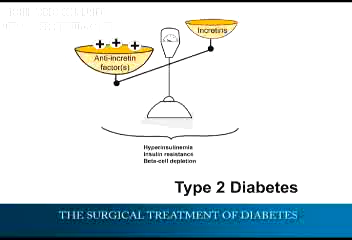 Incretins
Anti-incretin
factor(s)
Hyperinsulinemia
Insulin resistance
Beta-cell depletion
Type 2 Diabetes
THE SURGICAL TREATMENT OF DIABETES